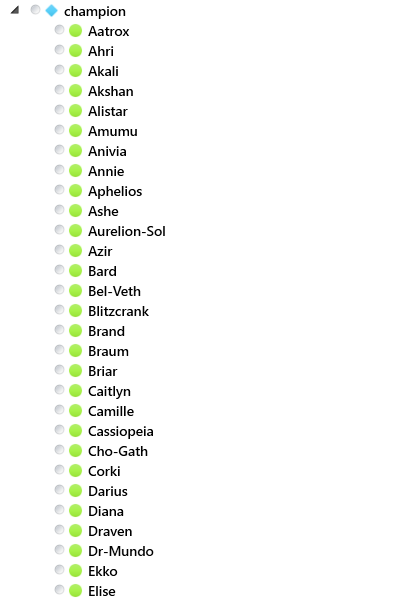 champion
Aatrox
Ahri
Akali
Akshan
Alistar
Amumu
Anivia
Annie
Aphelios
Ashe
Aurelion-Sol
Azir
Bard
Bel-Veth
Blitzcrank
Brand
Braum
Briar
Caitlyn
Camille
Cassiopeia
Cho-Gath
Corki
Darius
Diana
Draven
Dr-Mundo
Ekko
Elise